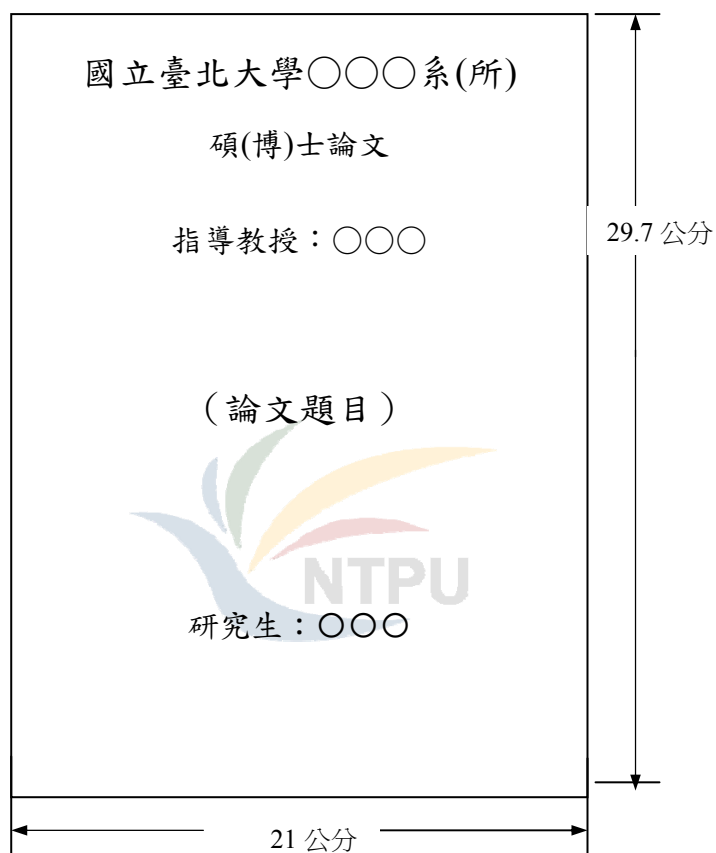 國立臺北大學○○○系(所)
碩(博)士論文
指導教授：○○○
29.7 公分
（論文題目）
NTPU
研究生：○○○
21 公分